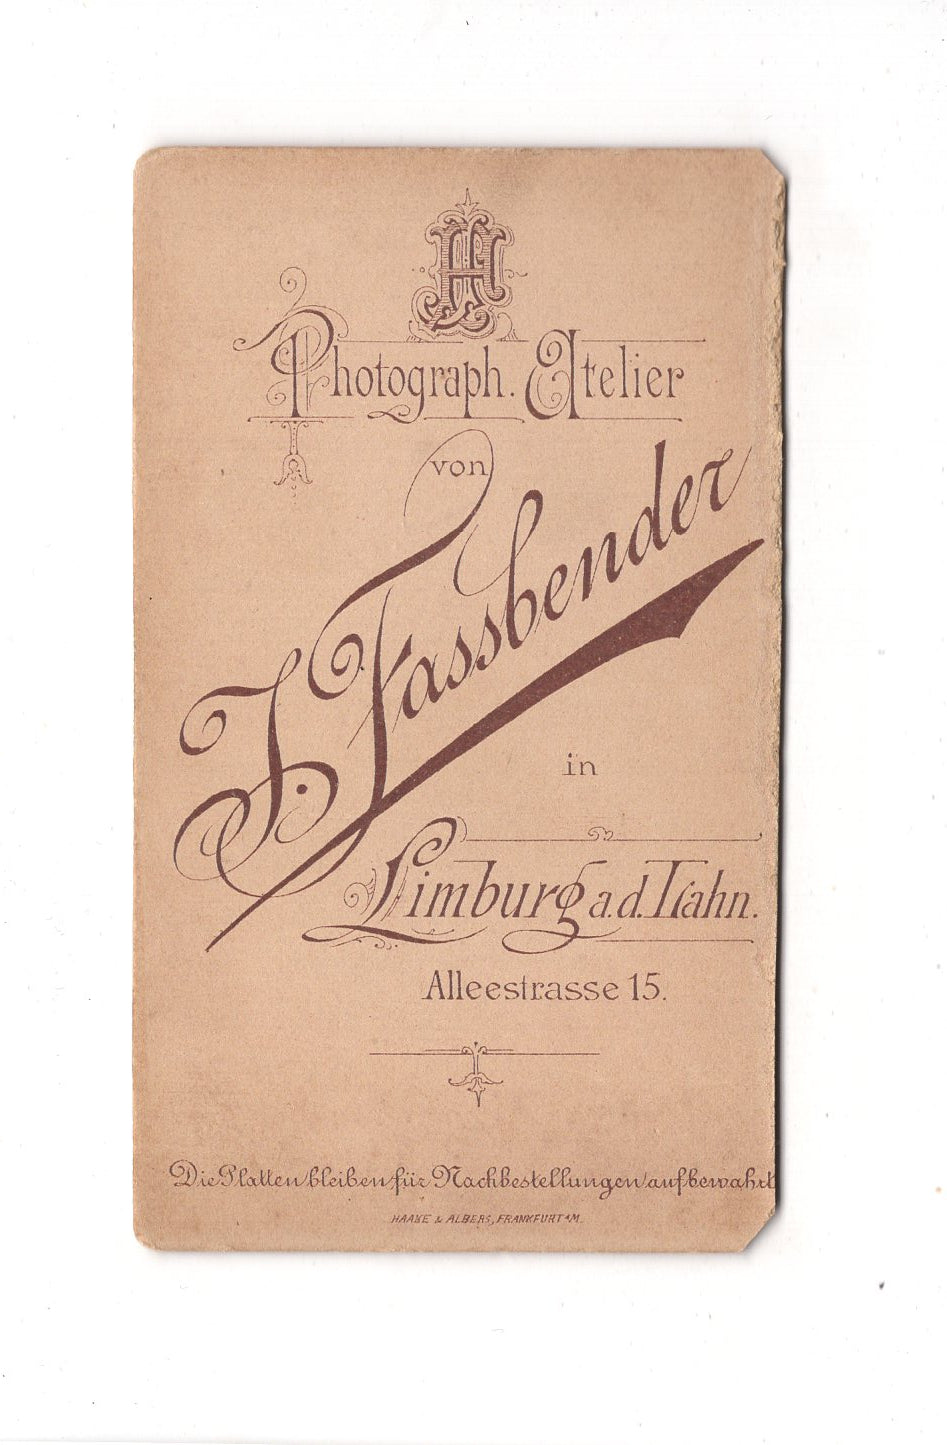 Photograph. Atelier
von
J. Fassbender
in
Limburg a.d. Lahn.
Alleestrasse 15.
Die Platten bleiben für Nachbestellungen aufbewahrt
HAAKE & ALBERS, FRANKFURT a/M.